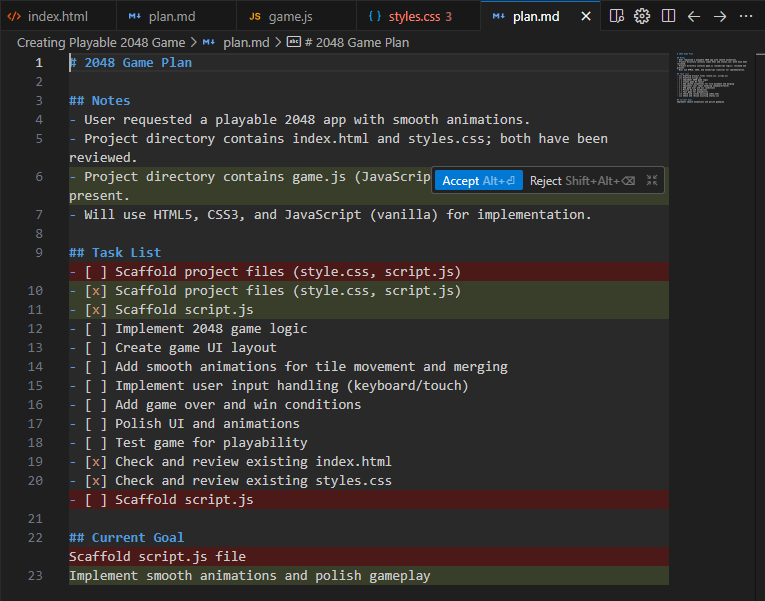 index.html plan.md JS game.js styles.css 3 plan.md
Creating Playable 2048 Game > plan.md > # 2048 Game Plan
1 # 2048 Game Plan
2
3 ## Notes
4 - User requested a playable 2048 app with smooth animations.
5 - Project directory contains index.html and styles.css; both have been
reviewed.
6 - Project directory contains game.js (JavaScrip Accept Alt+⏎ Reject Shift+Alt+⌫
present.
7 - Will use HTML5, CSS3, and JavaScript (vanilla) for implementation.
8
9 ## Task List
- [ ] Scaffold project files (style.css, script.js)
10 - [x] Scaffold project files (style.css, script.js)
11 - [x] Scaffold script.js
12 - [ ] Implement 2048 game logic
13 - [ ] Create game UI layout
14 - [ ] Add smooth animations for tile movement and merging
15 - [ ] Implement user input handling (keyboard/touch)
16 - [ ] Add game over and win conditions
17 - [ ] Polish UI and animations
18 - [ ] Test game for playability
19 - [x] Check and review existing index.html
20 - [x] Check and review existing styles.css
- [ ] Scaffold script.js
21
22 ## Current Goal
Scaffold script.js file
23 Implement smooth animations and polish gameplay